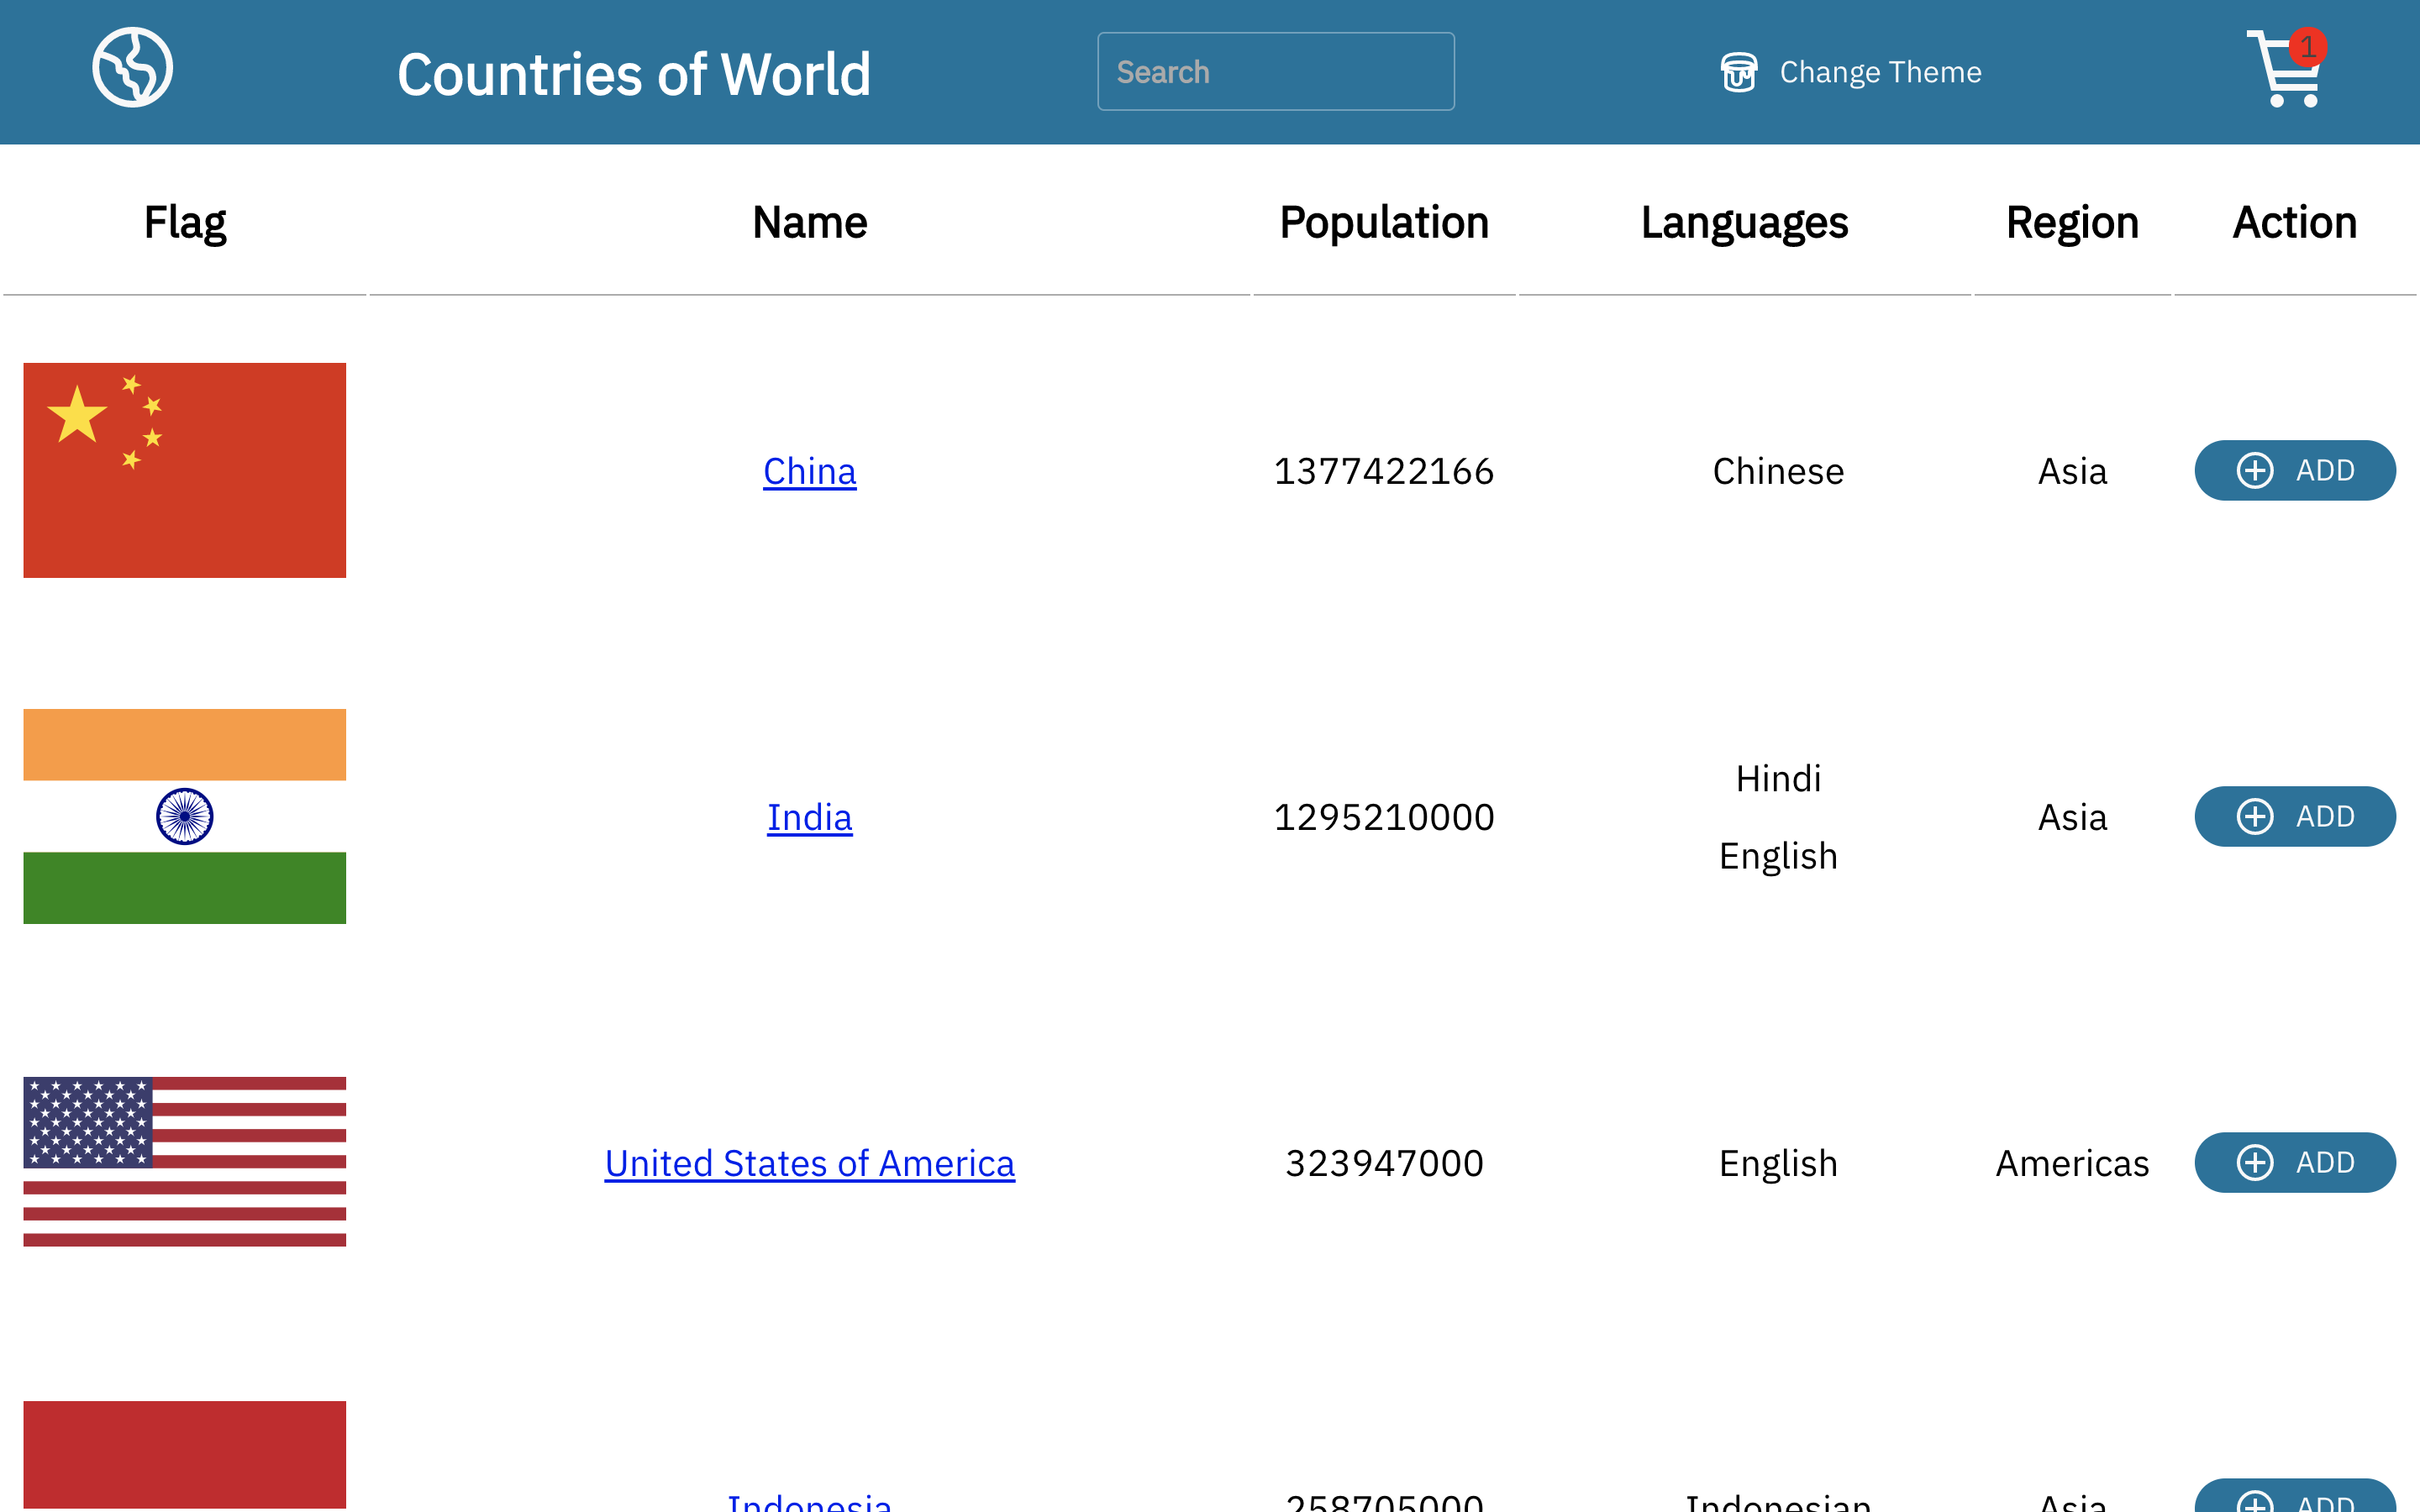 Countries of World
Search
Change Theme
1
Flag Name Population Languages Region Action
China 1377422166 Chinese Asia ADD
India 1295210000 Hindi English Asia ADD
United States of America 323947000 English Americas ADD
Indonesia 258705000 Indonesian Asia ADD